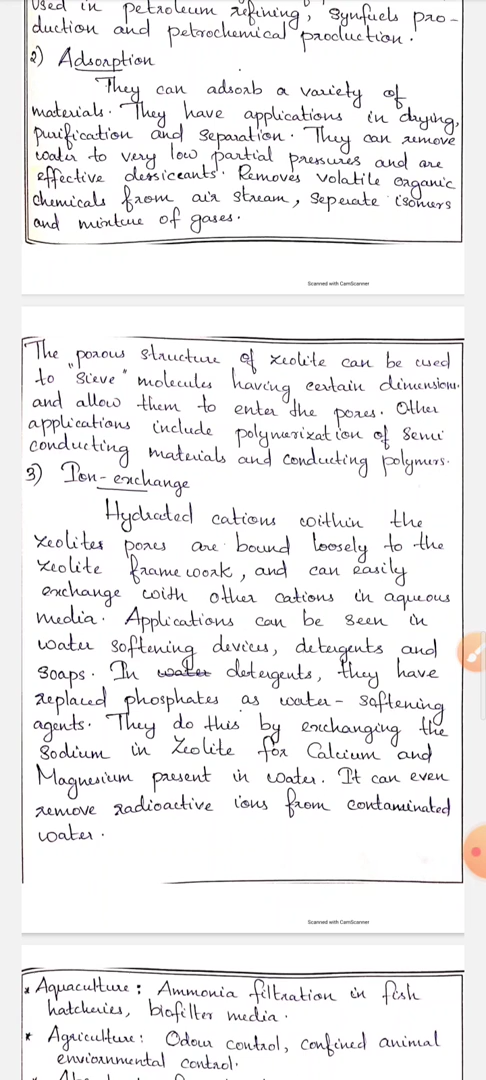 used in petroleum refining, synfuels pro-
duction and petrochemical production.
2) Adsorption
They can adsorb a variety of
materials. They have applications in drying,
purification and separation. They can remove
water to very low partial pressures and are
effective dessiceants. Removes volatile organic
chemicals from air stream, seperate isomers
and mixture of gases.
Scanned with CamScanner
The porous structure of zeolite can be used
to "sieve" molecules having certain dimensions
and allow them to enter the pores. Other
applications include polymerization of semi
conducting materials and conducting polymers.
3) Ion-exchange
Hydrated cations within the
zeolites pores are bound loosely to the
zeolite frame work, and can easily
exchange with other cations in aqueous
media. Applications can be seen in
water softening devices, detergents and
soaps. In water detergents, they have
replaced phosphates as water-softening
agents. They do this by exchanging the
sodium in Zeolite for Calcium and
Magnesium present in water. It can even
remove radioactive ions from contaminated
water.
Scanned with CamScanner
* Aquaculture: Ammonia filtration in fish
hatcheries, biofilter media.
* Agriculture: Odour control, confined animal
enviornmental control.